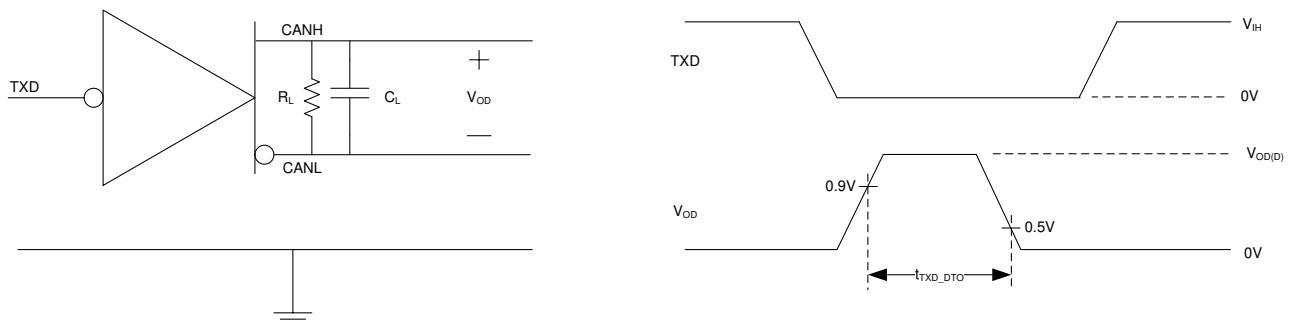 CANH
TXD
R_L
C_L
+
V_OD
—
CANL
V_IH
TXD
0V
V_OD(D)
0.9V
V_OD
0.5V
0V
t_TXD_DTO